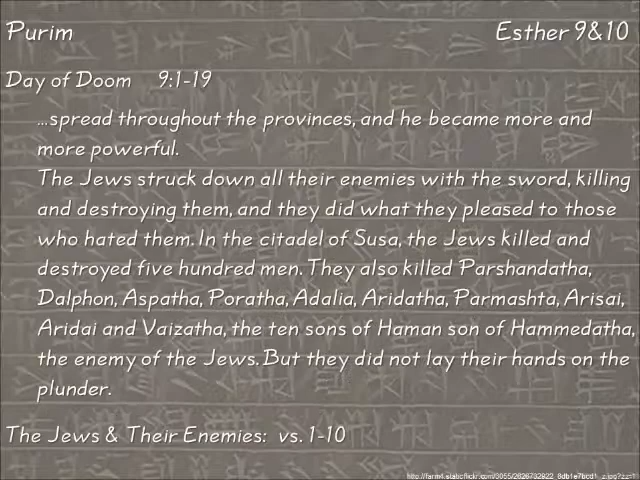 Purim Esther 9&10
Day of Doom 9:1-19
...spread throughout the provinces, and he became more and
more powerful.
The Jews struck down all their enemies with the sword, killing
and destroying them, and they did what they pleased to those
who hated them. In the citadel of Susa, the Jews killed and
destroyed five hundred men. They also killed Parshandatha,
Dalphon, Aspatha, Poratha, Adalia, Aridatha, Parmashta, Arisai,
Aridai and Vaizatha, the ten sons of Haman son of Hammedatha,
the enemy of the Jews. But they did not lay their hands on the
plunder.
The Jews & Their Enemies: vs. 1-10